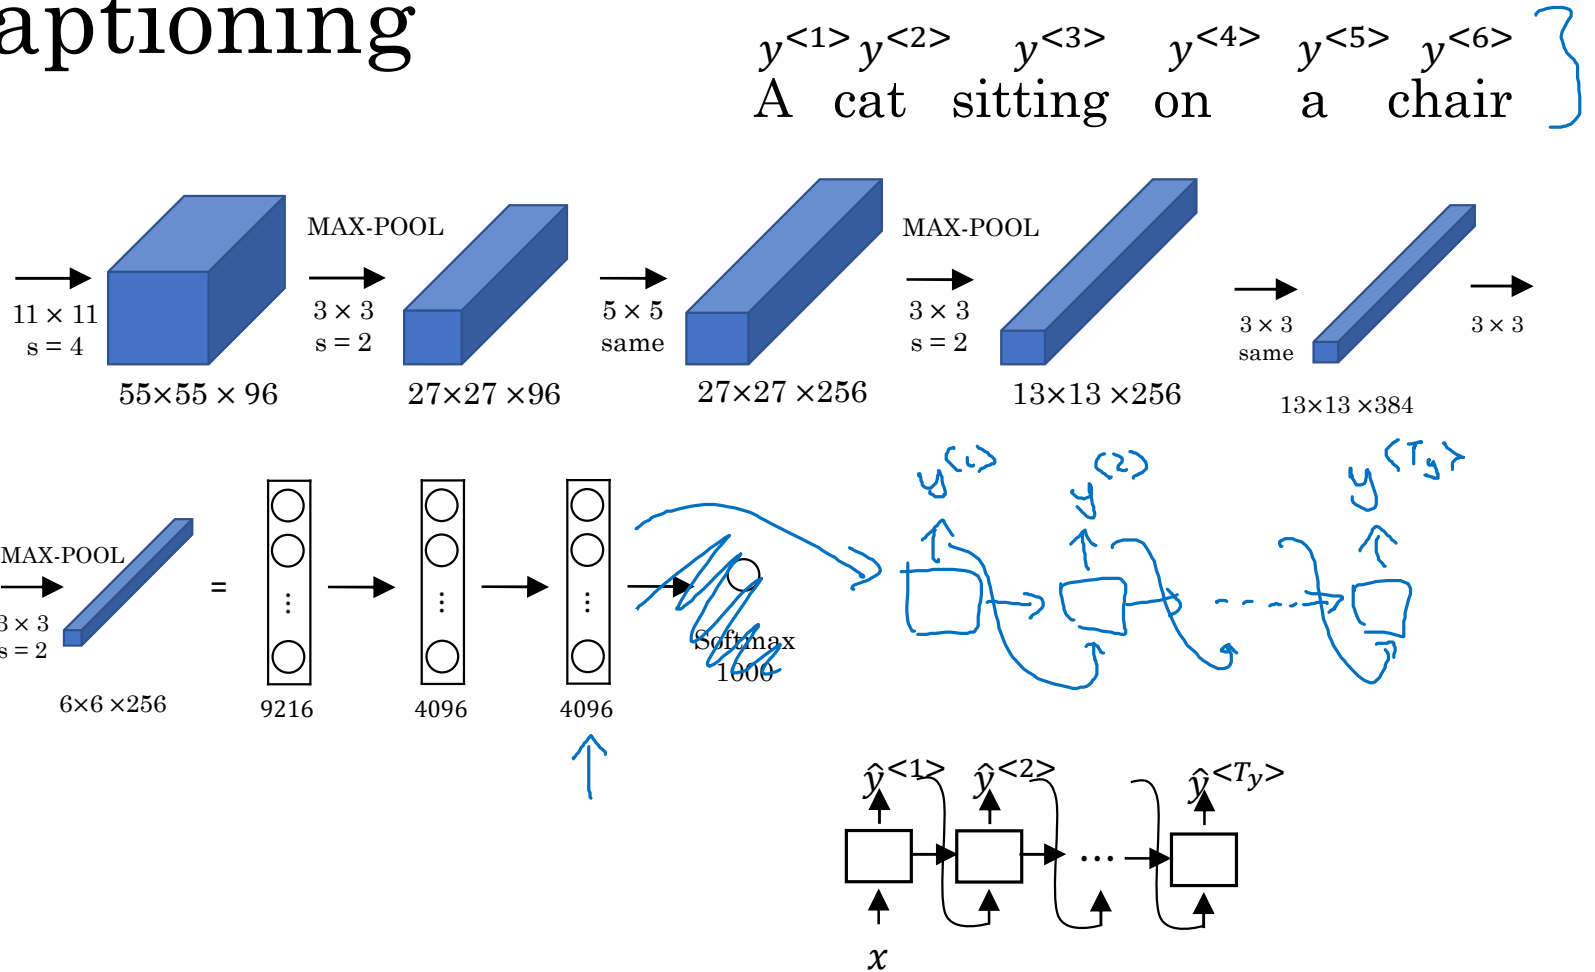 aptioning
y<1> y<2> y<3> y<4> y<5> y<6>
A cat sitting on a chair
MAX-POOL MAX-POOL
11 × 11 3 × 3 5 × 5 3 × 3 3 × 3 3 × 3
s = 4 s = 2 same s = 2 same
55×55 × 96 27×27 ×96 27×27 ×256 13×13 ×256 13×13 ×384
y<1> y<2> y<Ty>
MAX-POOL
= ⋮ ⋮ ⋮
3 × 3
s = 2
Softmax
1000
6×6 ×256 9216 4096 4096
ŷ<1> ŷ<2> ŷ<Ty>
⋯
x